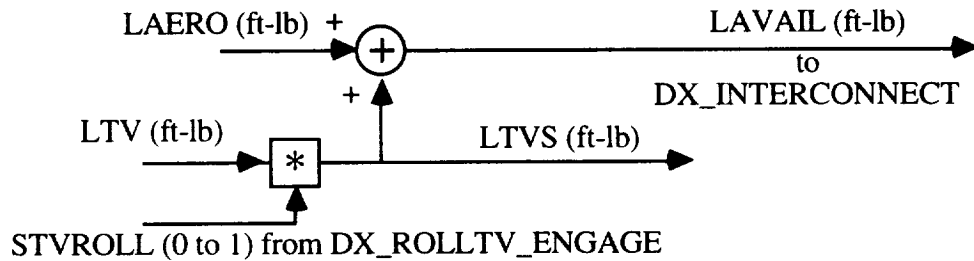 LAERO (ft-lb) + LAVAIL (ft-lb)
+
to
+ DX_INTERCONNECT
LTV (ft-lb) LTVS (ft-lb)
*
STVROLL (0 to 1) from DX_ROLLTV_ENGAGE